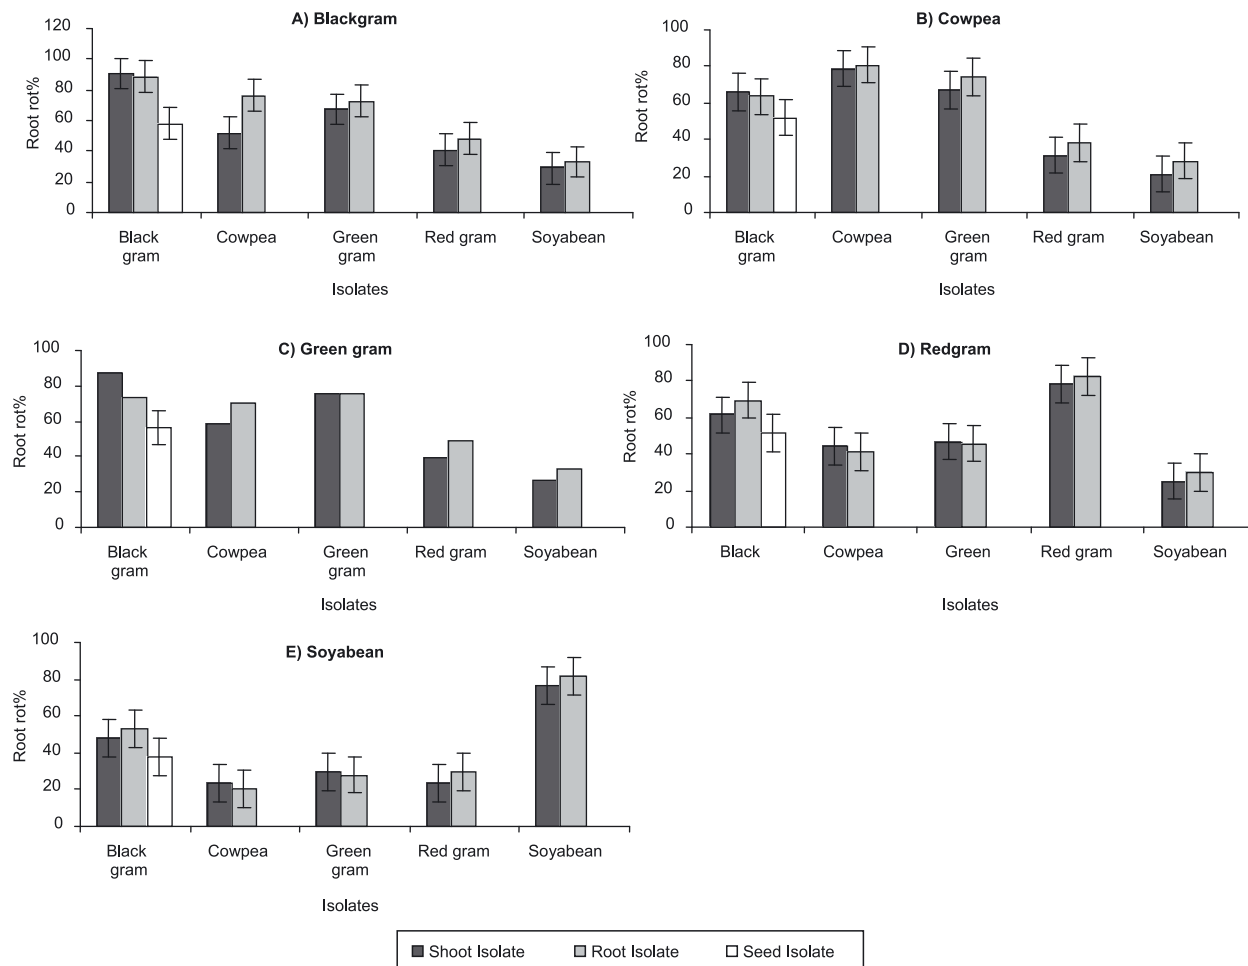 A) Blackgram
120
100
80
60
40
20
0
Root rot%
Black
gram
Cowpea
Green
gram
Red gram
Soyabean
Isolates
B) Cowpea
100
80
60
40
20
0
Root rot%
Black
gram
Cowpea
Green
gram
Red gram
Soyabean
Isolates
C) Green gram
100
80
60
40
20
0
Root rot%
Black
gram
Cowpea
Green
gram
Red gram
Soyabean
Isolates
D) Redgram
100
80
60
40
20
0
Root rot%
Black
Cowpea
Green
Red gram
Soyabean
Isolates
E) Soyabean
100
80
60
40
20
0
Root rot%
Black
gram
Cowpea
Green
gram
Red gram
Soyabean
Isolates
Shoot Isolate Root Isolate Seed Isolate